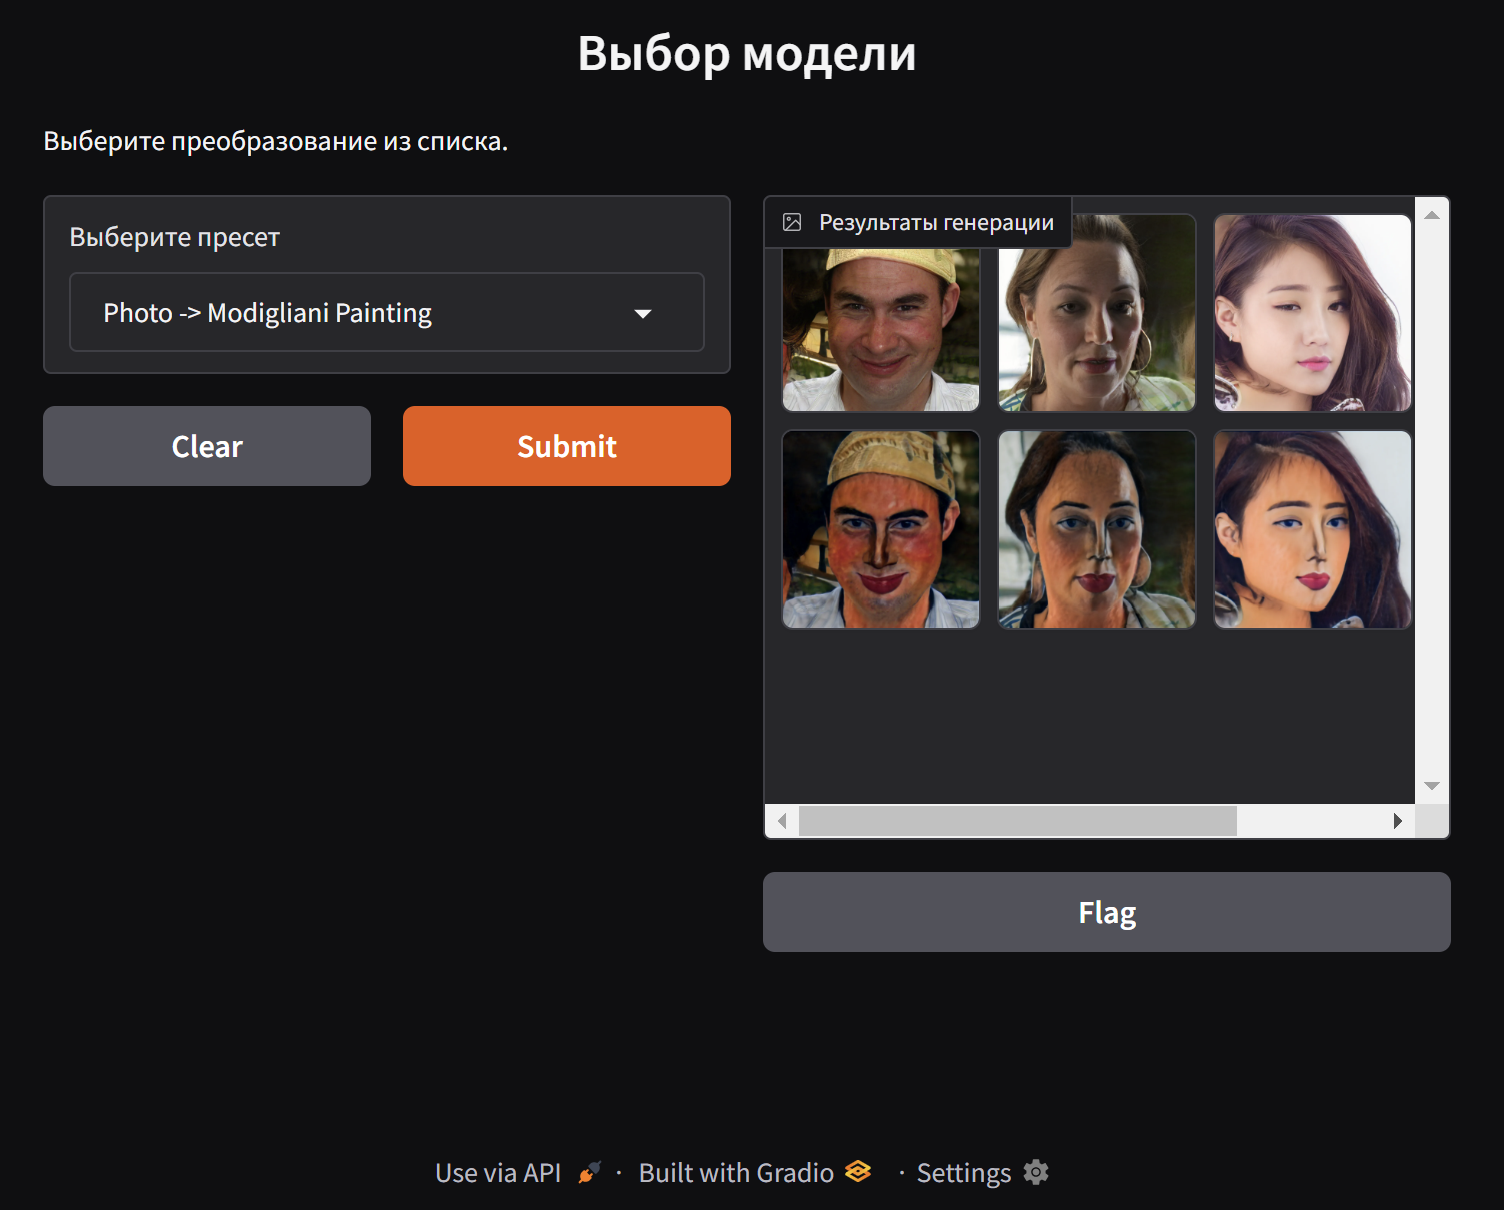 Выбор модели
Выберите преобразование из списка.
Выберите пресет
Photo -> Modigliani Painting
Clear
Submit
Результаты генерации
Flag
Use via API · Built with Gradio · Settings